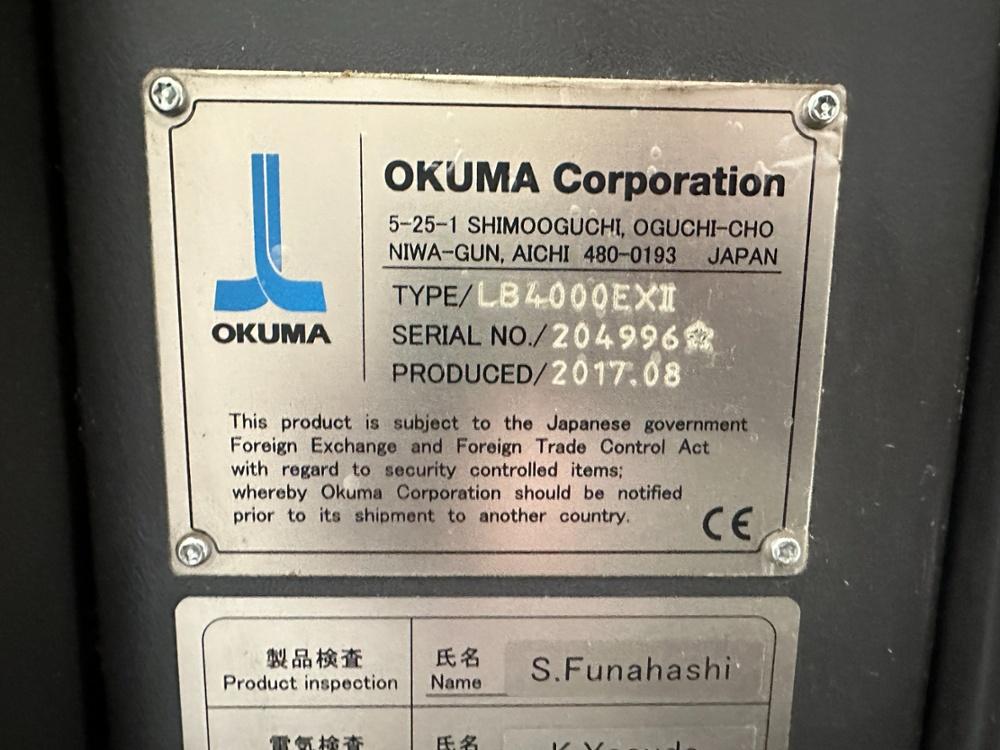 OKUMA Corporation
5-25-1 SHIMOOGUCHI, OGUCHI-CHO
NIWA-GUN, AICHI 480-0193 JAPAN
OKUMA
TYPE/LB4000EXⅡ
SERIAL NO./204996
PRODUCED/2017.08
This product is subject to the Japanese government
Foreign Exchange and Foreign Trade Control Act
with regard to security controlled items;
whereby Okuma Corporation should be notified
prior to its shipment to another country.
CE
製品検査 氏名 S.Funahashi
Product inspection Name
電気検査 氏名